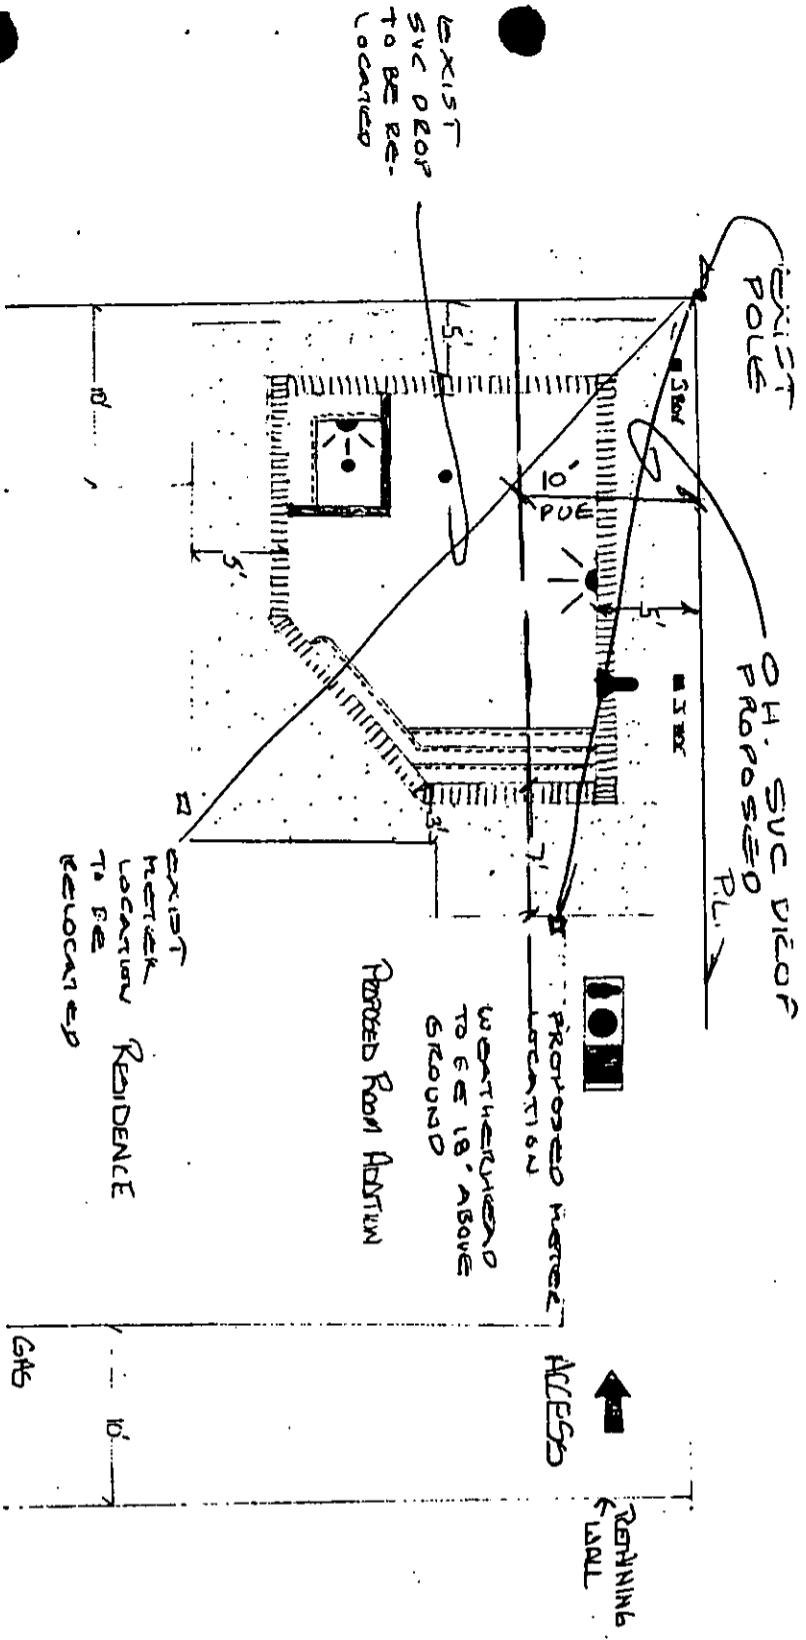 EXIST
SVC DROP
TO BE RE-
LOCATED
EXIST
POLE
O.H. SVC DROP
PROPOSED
P.L.
5'
10'
10'
PUE
5'
5'
3'
7'
EXIST
METER
LOCATION
TO BE
RELOCATED
RESIDENCE
PROPOSED ROOM ADDITION
PROPOSED METER
LOCATION
WEATHERHEAD
TO BE 18' ABOVE
GROUND
ACCESS
RETAINING
WALL
GAS
10'